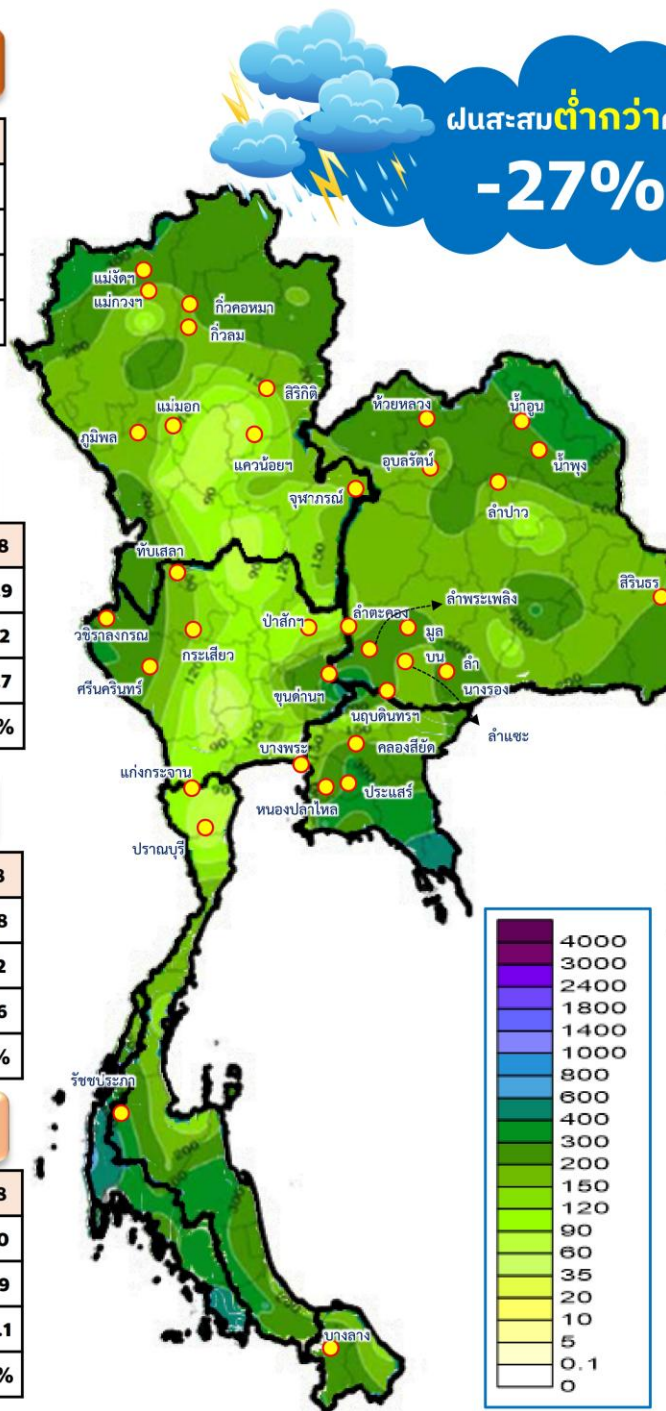 ฝนสะสมต่ำกว่า
-27%
แม่งัดฯ
แม่กวงฯ
กิ่วคอหมา
กิ่วลม
สิริกิติ์
แม่มอก
ภูมิพล
แควน้อยฯ
ห้วยหลวง
น้ำอูน
น้ำพุง
อุบลรัตน์
ลำปาว
จุฬาภรณ์
สิรินธร
ทับเสลา
วชิราลงกรณ
กระเสียว
ศรีนครินทร์
ป่าสักฯ
ลำตะคอง
ลำพระเพลิง
มูล
บน
ลำ
นางรอง
ขุนด่านฯ
ลำแชะ
นฤบดินทรฯ
คลองสียัด
บางพระ
แก่งกระจาน
ประแสร์
หนองปลาไหล
ปราณบุรี
รัชชประภา
บางลาง
8
.9
2
.7
%
3
8
2
6
%
8
0
9
.1
%
4000
3000
2400
1800
1400
1000
800
600
400
300
200
150
120
90
60
35
20
10
5
0.1
0